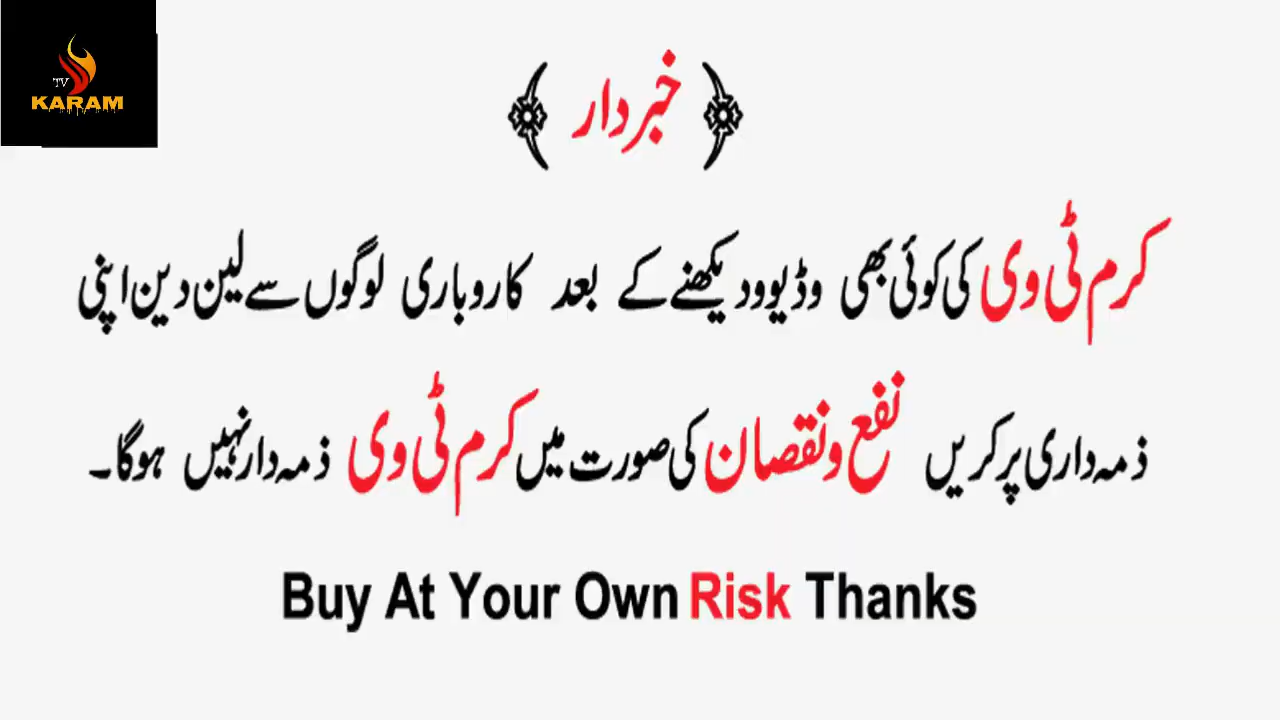 TV
KARAM
خبردار
کرم ٹی وی کی کوئی بھی وڈیو دیکھنے کے بعد کاروباری لوگوں سے لین دین اپنی
ذمہ داری پر کریں نفع و نقصان کی صورت میں کرم ٹی وی ذمہ دار نہیں ہوگا۔
Buy At Your Own Risk Thanks